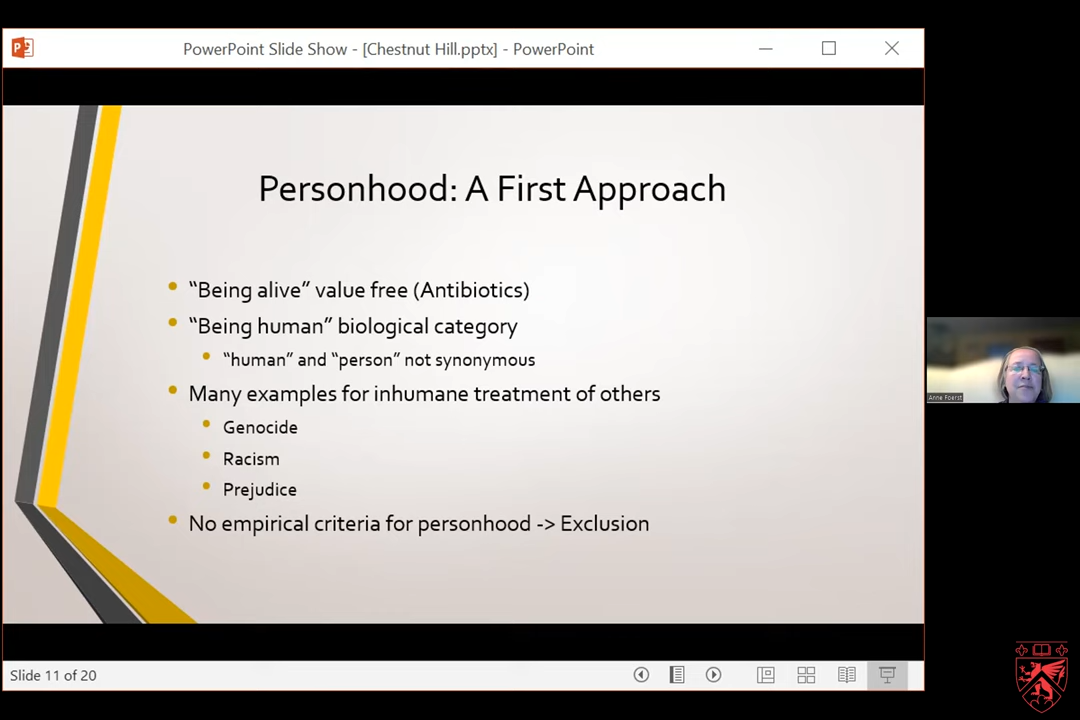 PowerPoint Slide Show - [Chestnut Hill.pptx] - PowerPoint
Personhood: A First Approach
“Being alive” value free (Antibiotics)
“Being human” biological category
“human” and “person” not synonymous
Many examples for inhumane treatment of others
Genocide
Racism
Prejudice
No empirical criteria for personhood -> Exclusion
Anne Foerst
Slide 11 of 20